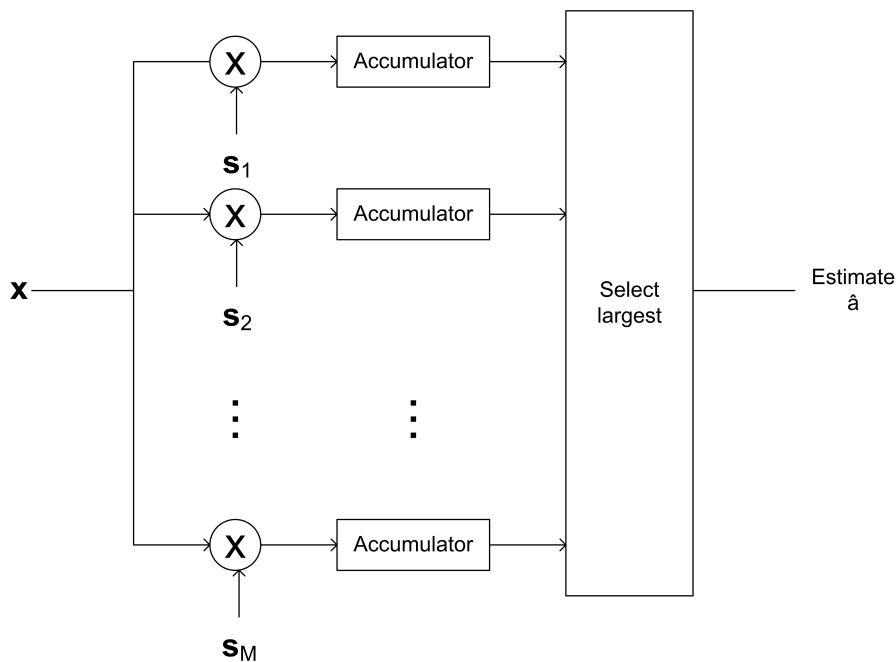 X Accumulator
s1
X Accumulator
x
s2
Select
largest
Estimate
â
X Accumulator
sM